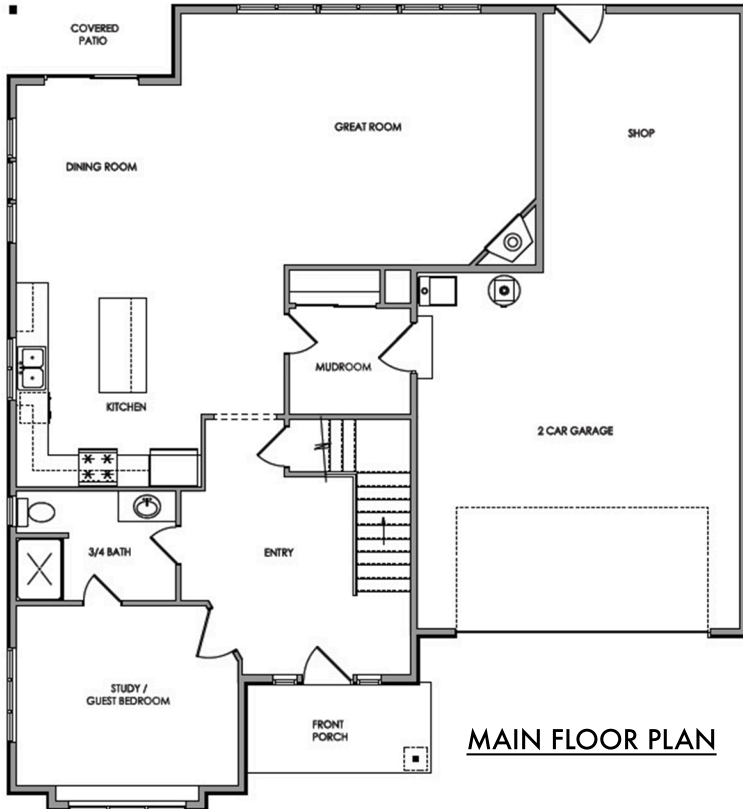 COVERED
PATIO
GREAT ROOM
SHOP
DINING ROOM
MUDROOM
KITCHEN
2 CAR GARAGE
3/4 BATH
ENTRY
STUDY /
GUEST BEDROOM
FRONT
PORCH
MAIN FLOOR PLAN